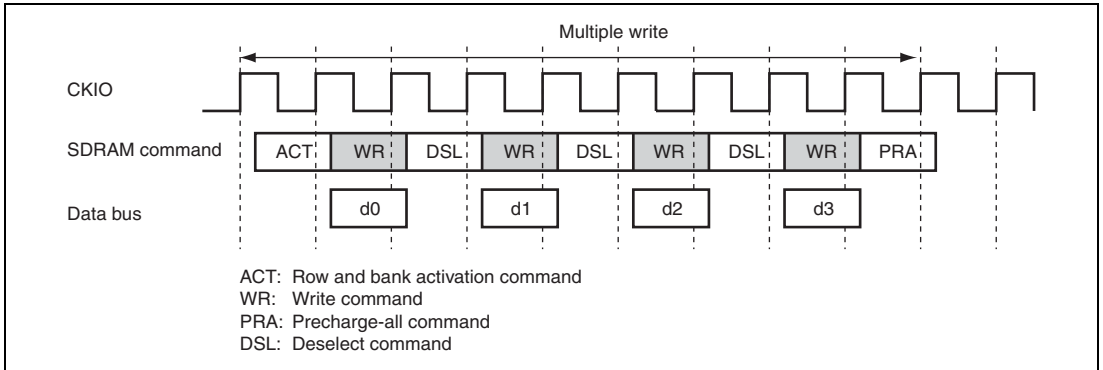 Multiple write
CKIO
SDRAM command ACT WR DSL WR DSL WR DSL WR PRA
Data bus d0 d1 d2 d3
ACT: Row and bank activation command
WR: Write command
PRA: Precharge-all command
DSL: Deselect command